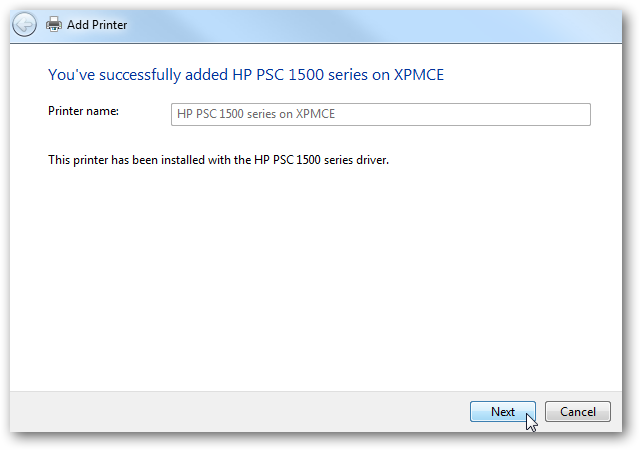 Add Printer
You've successfully added HP PSC 1500 series on XPMCE
Printer name:
HP PSC 1500 series on XPMCE
This printer has been installed with the HP PSC 1500 series driver.
Next
Cancel